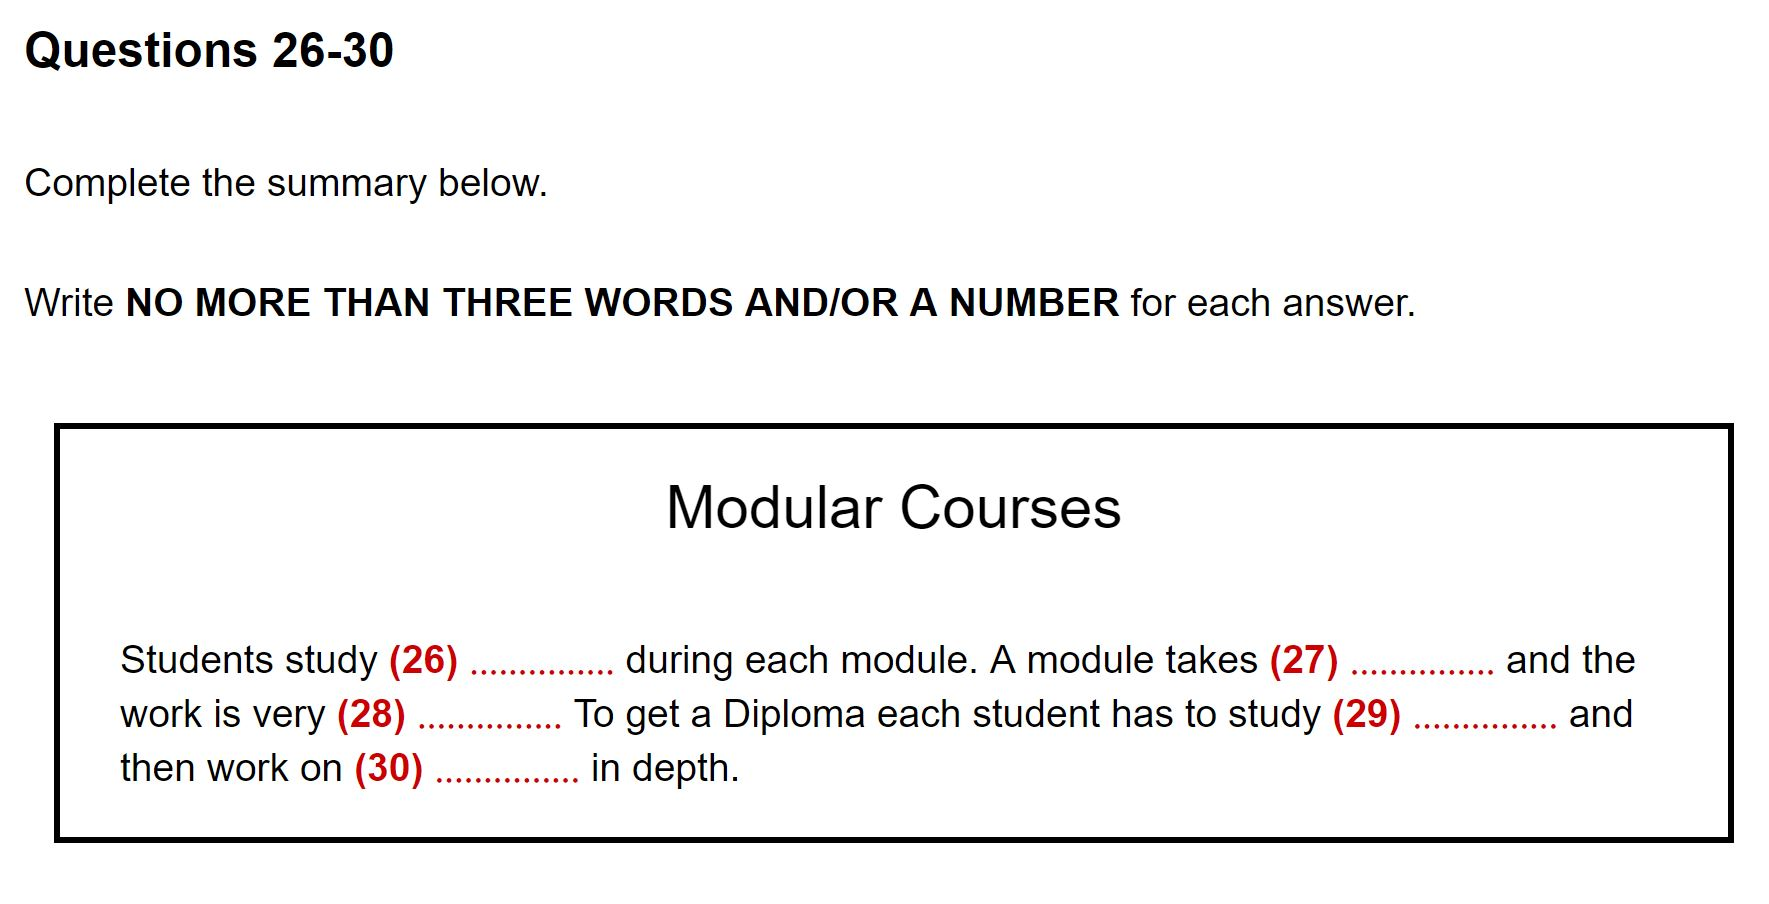 Questions 26-30
Complete the summary below.
Write NO MORE THAN THREE WORDS AND/OR A NUMBER for each answer.
Modular Courses
Students study (26) ............... during each module. A module takes (27) ............... and the
work is very (28) ............... To get a Diploma each student has to study (29) ............... and
then work on (30) ............... in depth.